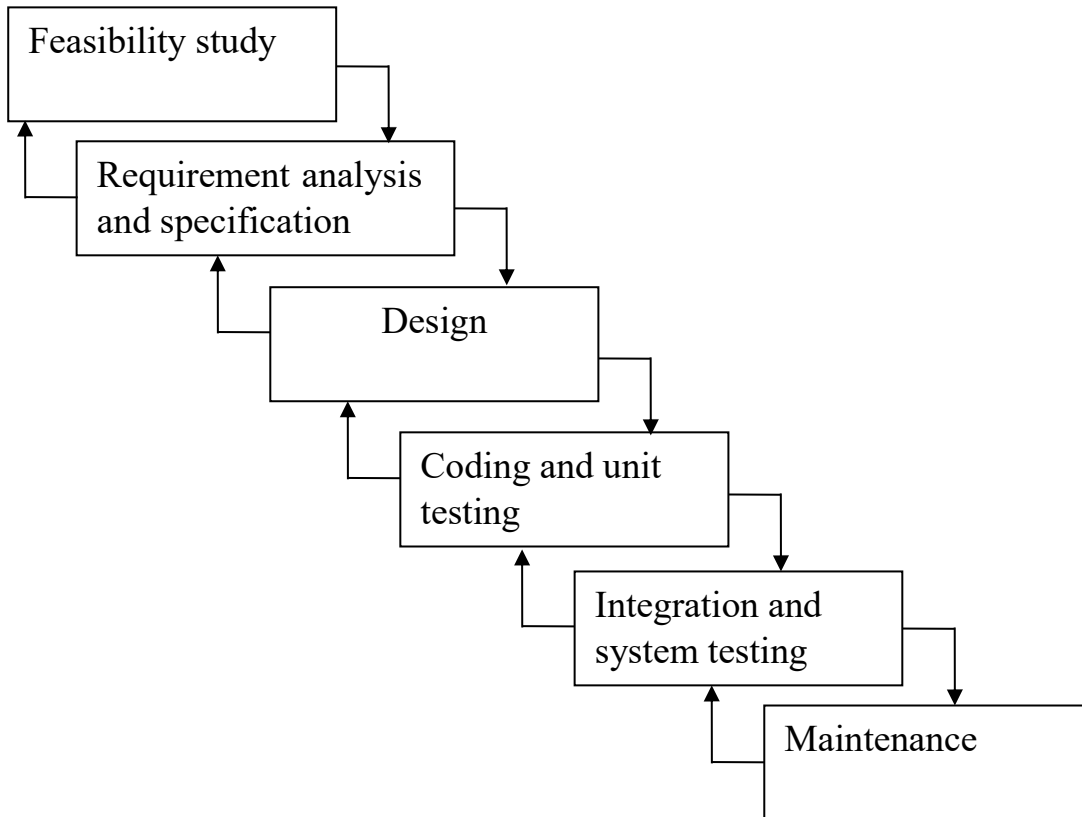 Feasibility study
Requirement analysis
and specification
Design
Coding and unit
testing
Integration and
system testing
Maintenance